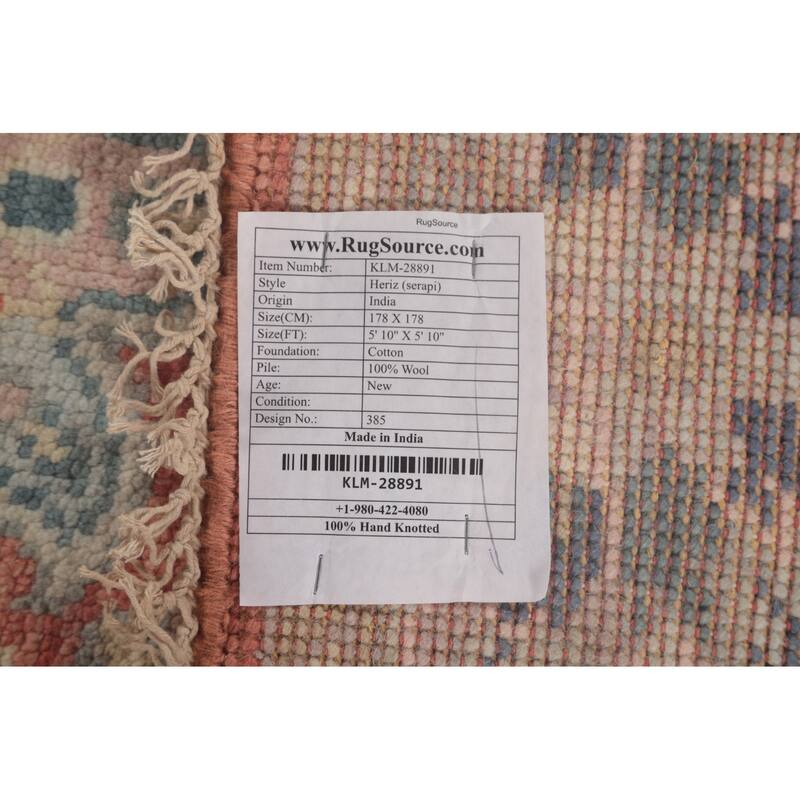 RugSource
www.RugSource.com
Item Number: KLM-28891
Style Heriz (serapi)
Origin India
Size(CM): 178 X 178
Size(FT): 5' 10" X 5' 10"
Foundation: Cotton
Pile: 100% Wool
Age: New
Condition:
Design No.: 385
Made in India
KLM-28891
+1-980-422-4080
100% Hand Knotted